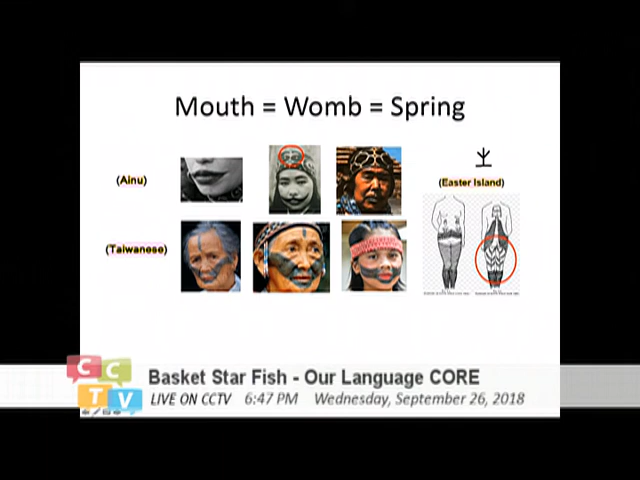 Mouth = Womb = Spring
(Ainu)
(Easter Island)
(Taiwanese)
CCTV
Basket Star Fish - Our Language CORE
LIVE ON CCTV 6:47 PM Wednesday, September 26, 2018